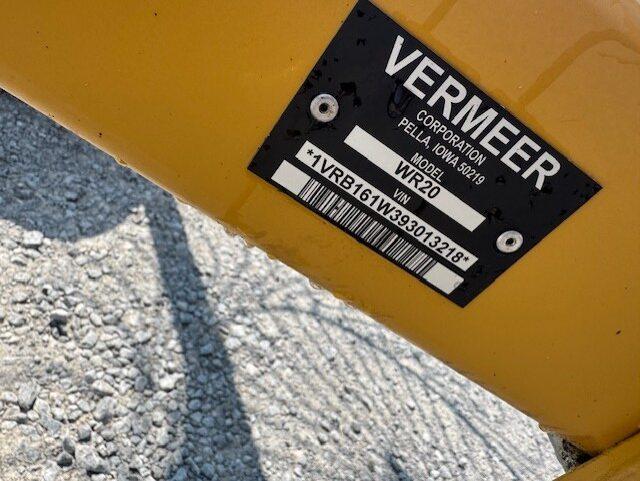 VERMEER
CORPORATION
PELLA, IOWA 50219
MODEL
WR20
VIN
*1VRB161W393013218*